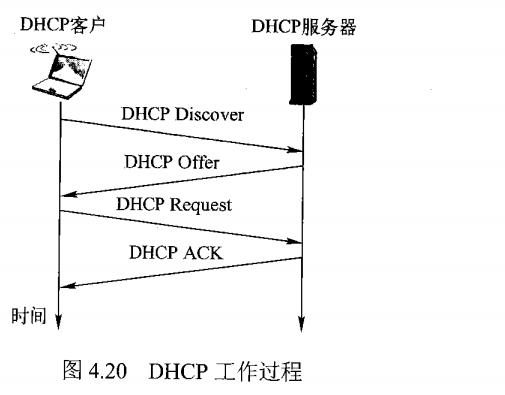 DHCP客户 DHCP服务器
DHCP Discover
DHCP Offer
DHCP Request
DHCP ACK
时间
图 4.20 DHCP 工作过程